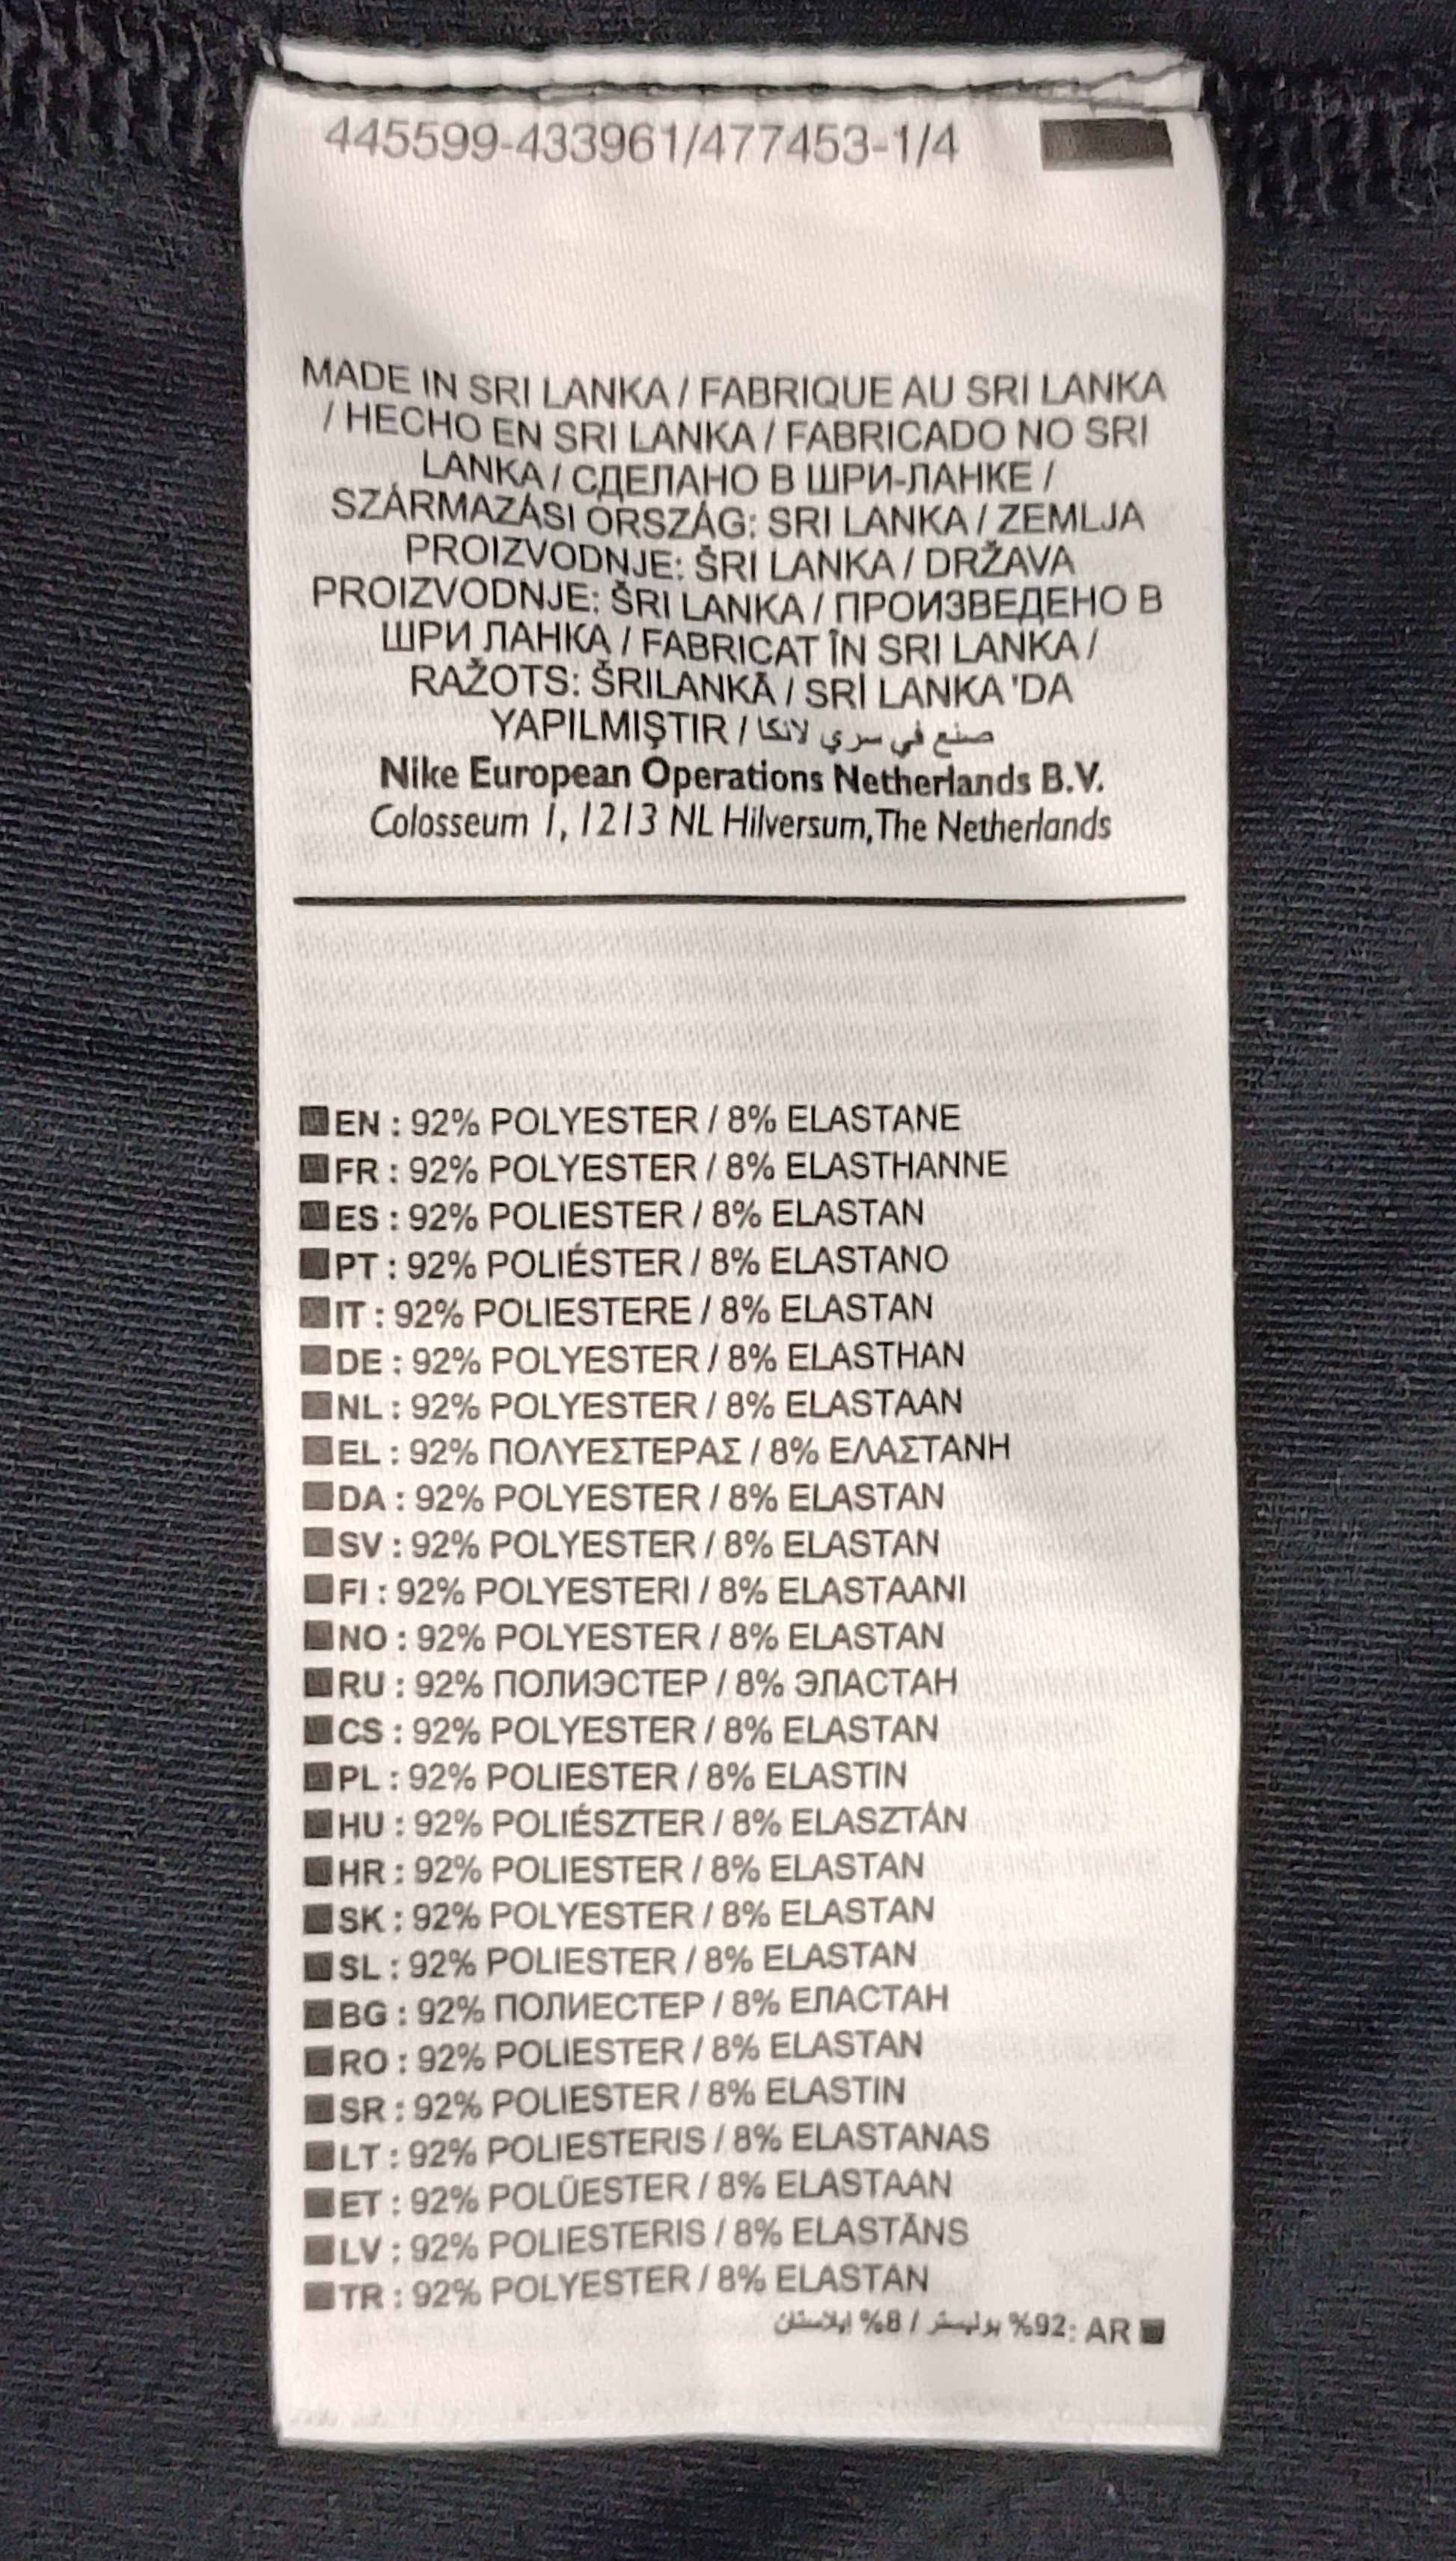 445599-433961/477453-1/4
MADE IN SRI LANKA / FABRIQUE AU SRI LANKA
/ HECHO EN SRI LANKA / FABRICADO NO SRI
LANKA / СДЕЛАНО В ШРИ-ЛАНКЕ /
SZÁRMAZÁSI ORSZÁG: SRI LANKA / ZEMLJA
PROIZVODNJE: ŠRI LANKA / DRŽAVA
PROIZVODNJE: ŠRI LANKA / ПРОИЗВЕДЕНО В
ШРИ ЛАНКА / FABRICAT ÎN SRI LANKA /
RAŽOTS: ŠRILANKĀ / SRİ LANKA 'DA
YAPILMIŞTIR / صنع في سري لانكا
Nike European Operations Netherlands B.V.
Colosseum 1, 1213 NL Hilversum, The Netherlands
EN : 92% POLYESTER / 8% ELASTANE
FR : 92% POLYESTER / 8% ELASTHANNE
ES : 92% POLIESTER / 8% ELASTAN
PT : 92% POLIÉSTER / 8% ELASTANO
IT : 92% POLIESTERE / 8% ELASTAN
DE : 92% POLYESTER / 8% ELASTHAN
NL : 92% POLYESTER / 8% ELASTAAN
EL : 92% ΠΟΛΥΕΣΤΕΡΑΣ / 8% ΕΛΑΣΤΑΝΗ
DA : 92% POLYESTER / 8% ELASTAN
SV : 92% POLYESTER / 8% ELASTAN
FI : 92% POLYESTERI / 8% ELASTAANI
NO : 92% POLYESTER / 8% ELASTAN
RU : 92% ПОЛИЭСТЕР / 8% ЭЛАСТАН
CS : 92% POLYESTER / 8% ELASTAN
PL : 92% POLIESTER / 8% ELASTIN
HU : 92% POLIÉSZTER / 8% ELASZTÁN
HR : 92% POLIESTER / 8% ELASTAN
SK : 92% POLYESTER / 8% ELASTAN
SL : 92% POLIESTER / 8% ELASTAN
BG : 92% ПОЛИЕСТЕР / 8% ЕЛАСТАН
RO : 92% POLIESTER / 8% ELASTAN
SR : 92% POLIESTER / 8% ELASTIN
LT : 92% POLIESTERIS / 8% ELASTANAS
ET : 92% POLÜESTER / 8% ELASTAAN
LV : 92% POLIESTERIS / 8% ELASTĀNS
TR : 92% POLYESTER / 8% ELASTAN
AR :92% بوليستر / 8% ايلاستان